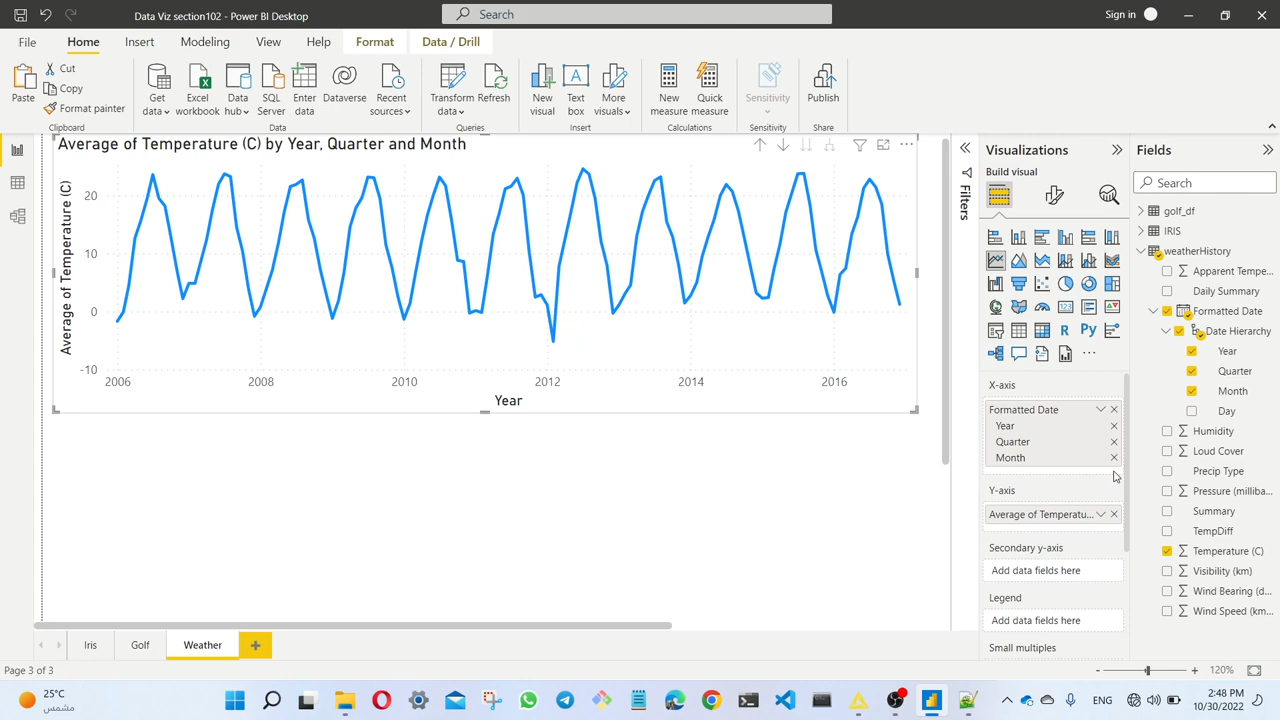 Data Viz section102 - Power BI Desktop
Search
Sign in
File
Home
Insert
Modeling
View
Help
Format
Data / Drill
Paste
Cut
Copy
Format painter
Clipboard
Get data
Excel workbook
Data hub
SQL Server
Enter data
Dataverse
Recent sources
Data
Transform data
Refresh
Queries
New visual
Text box
More visuals
Insert
New measure
Quick measure
Calculations
Sensitivity
Sensitivity
Publish
Share
Average of Temperature (C) by Year, Quarter and Month
Average of Temperature (C)
20
10
0
-10
2006
2008
2010
2012
2014
2016
Year
Filters
Visualizations
Build visual
R
Py
123
X-axis
Formatted Date
Year
Quarter
Month
Y-axis
Average of Temperatu...
Secondary y-axis
Add data fields here
Legend
Add data fields here
Small multiples
Fields
Search
golf_df
IRIS
weatherHistory
Apparent Tempe...
Daily Summary
Formatted Date
Date Hierarchy
Year
Quarter
Month
Day
Humidity
Loud Cover
Precip Type
Pressure (milliba...
Summary
TempDiff
Temperature (C)
Visibility (km)
Wind Bearing (d...
Wind Speed (km...
Iris
Golf
Weather
Page 3 of 3
120%
25°C
مشمس
ENG
2:48 PM
10/30/2022